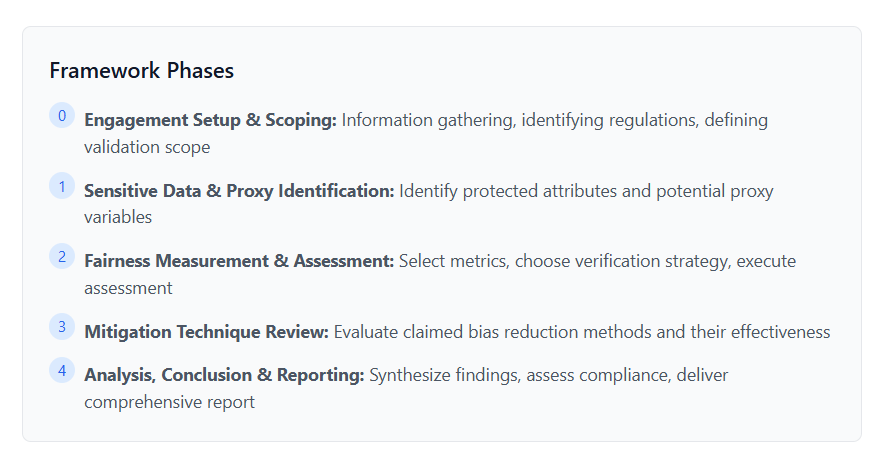 Framework Phases
0 Engagement Setup & Scoping: Information gathering, identifying regulations, defining
validation scope
1 Sensitive Data & Proxy Identification: Identify protected attributes and potential proxy
variables
2 Fairness Measurement & Assessment: Select metrics, choose verification strategy, execute
assessment
3 Mitigation Technique Review: Evaluate claimed bias reduction methods and their effectiveness
4 Analysis, Conclusion & Reporting: Synthesize findings, assess compliance, deliver
comprehensive report